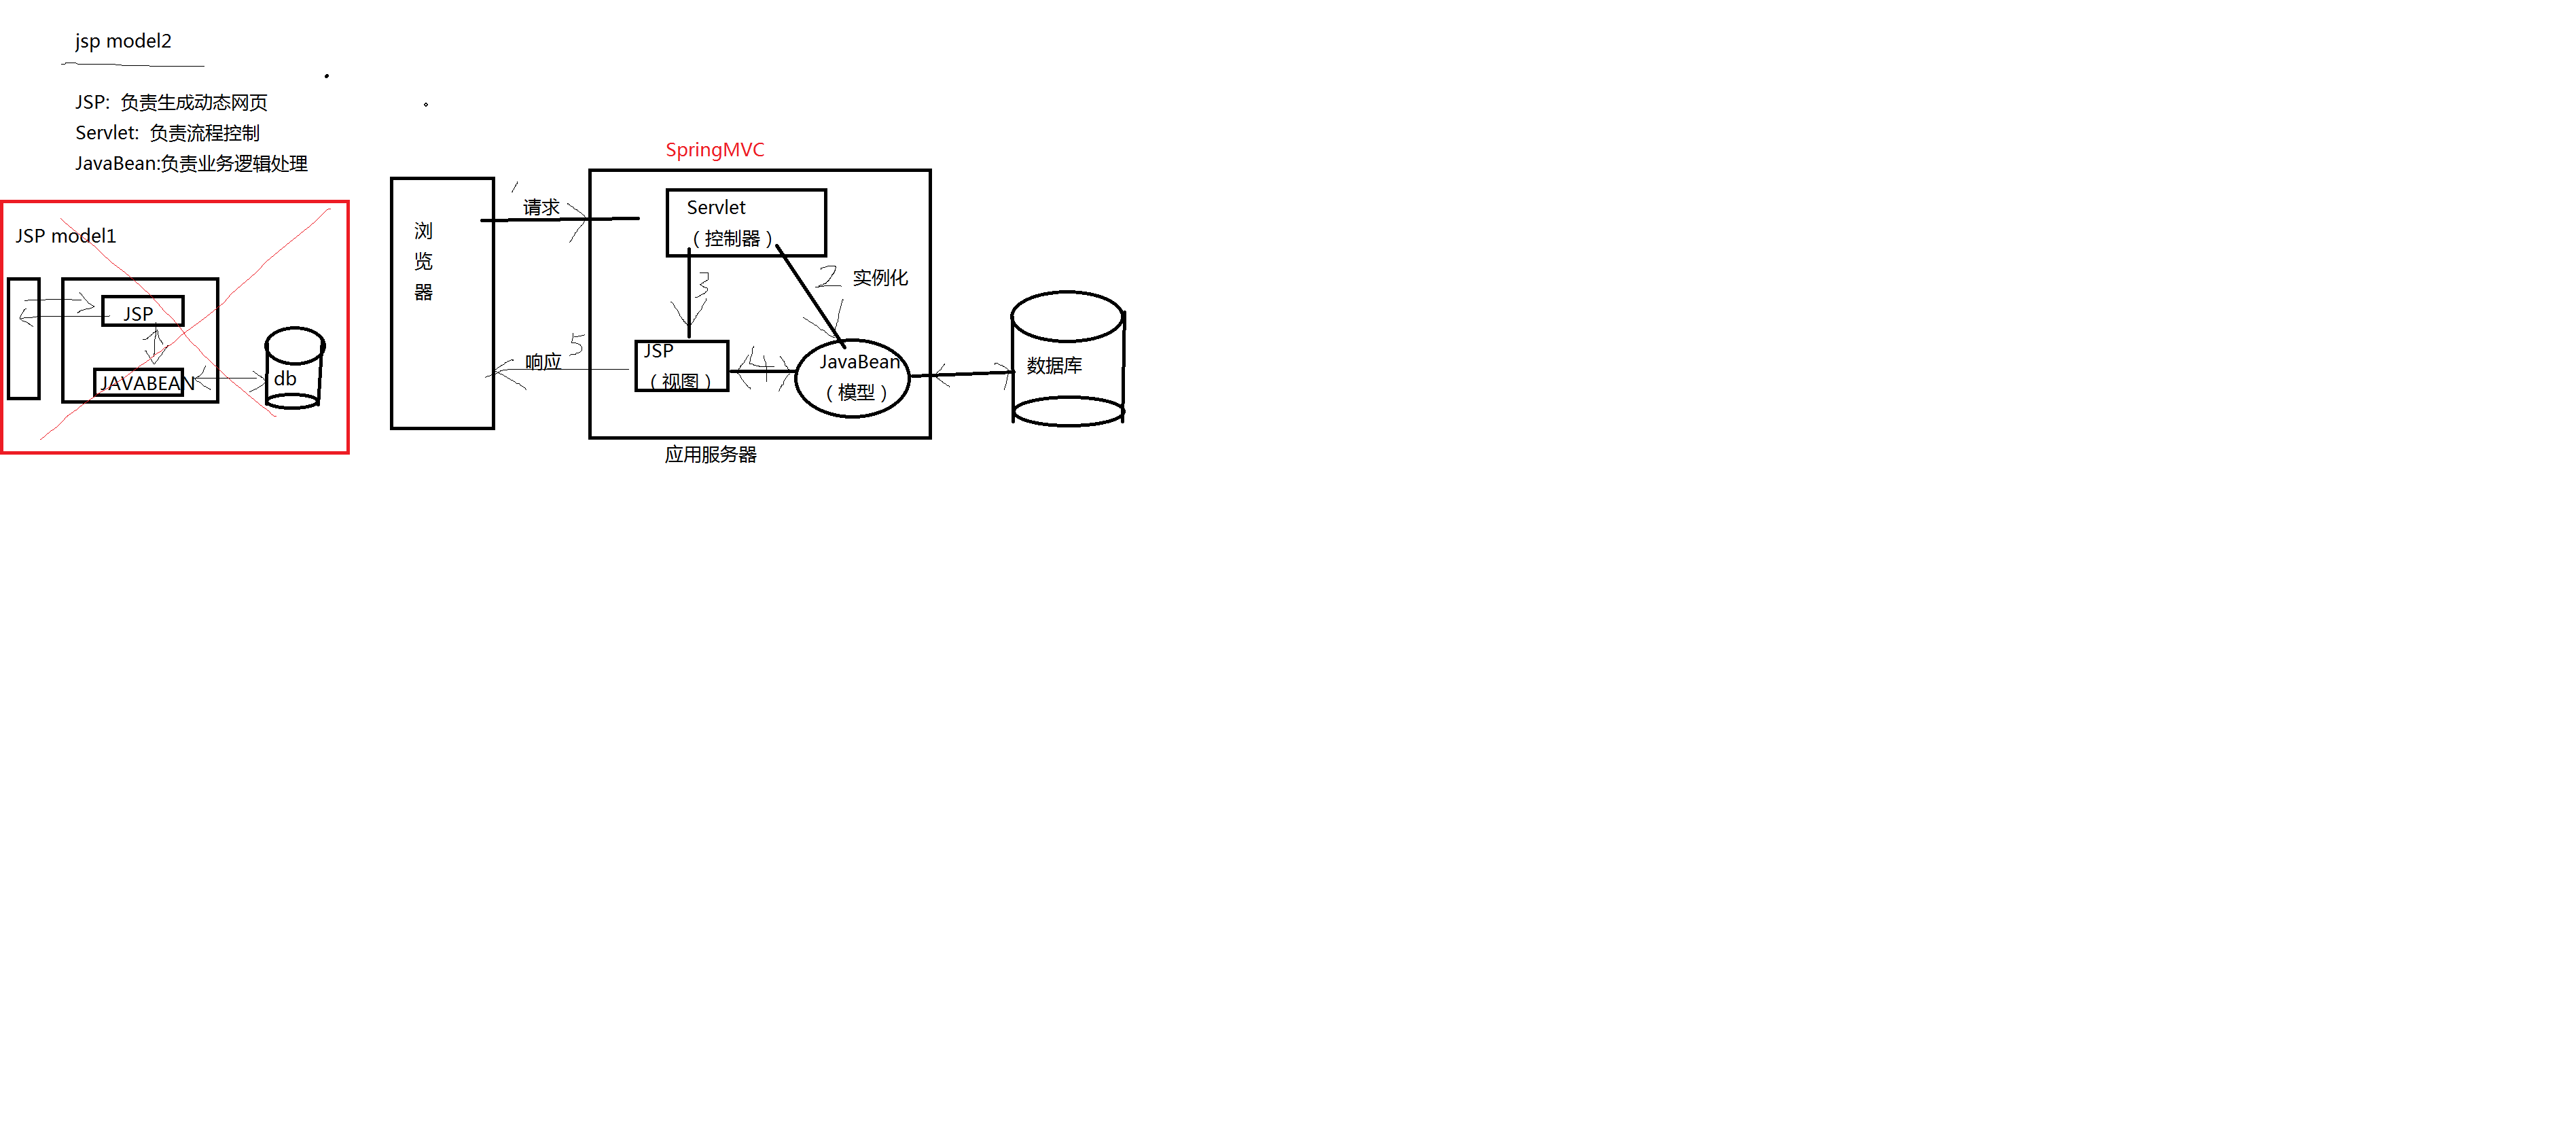 jsp model2
JSP:  负责生成动态网页
Servlet:  负责流程控制
JavaBean:负责业务逻辑处理
JSP model1
JSP
JAVABEAN
db
SpringMVC
浏
览
器
1
请求
Servlet
（控制器）
3
2
实例化
5
响应
JSP
（视图）
4
JavaBean
（模型）
数据库
应用服务器